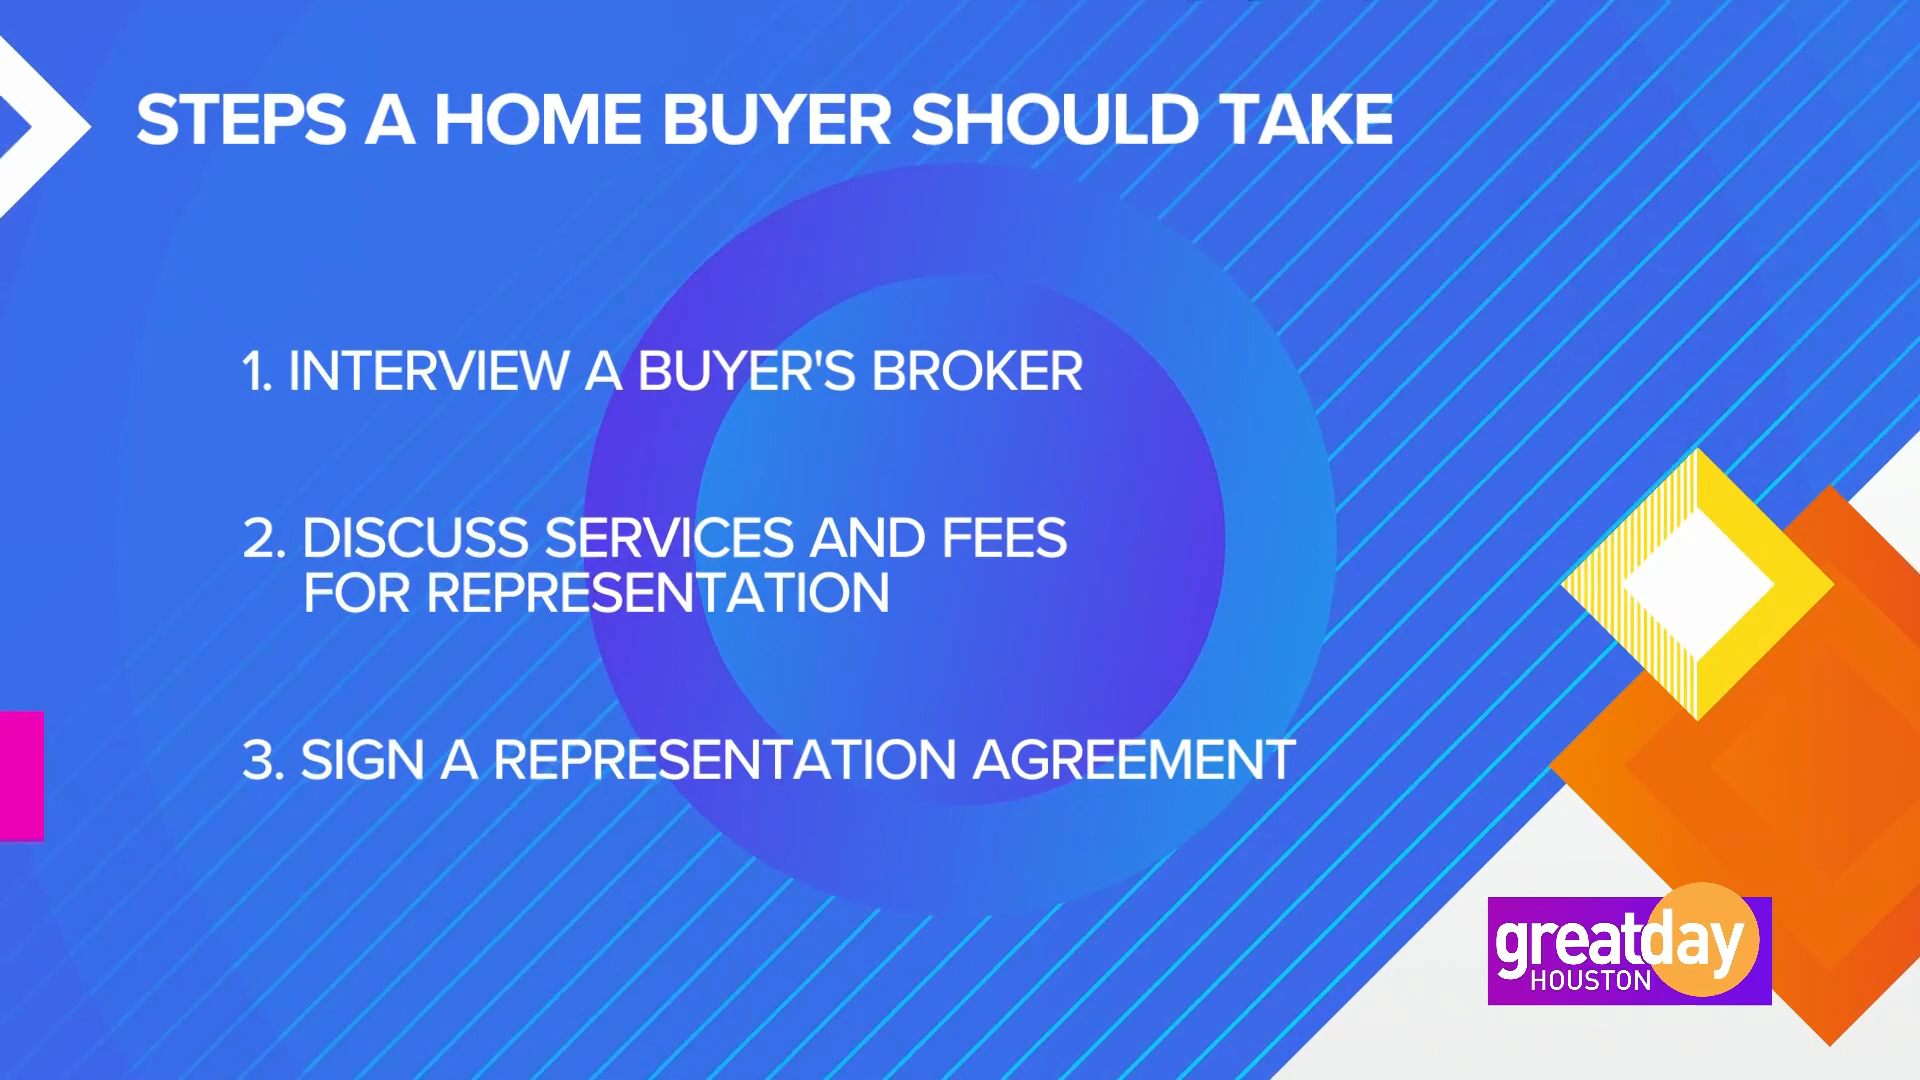 STEPS A HOME BUYER SHOULD TAKE
1. INTERVIEW A BUYER'S BROKER
2. DISCUSS SERVICES AND FEES
FOR REPRESENTATION
3. SIGN A REPRESENTATION AGREEMENT
greatday
HOUSTON